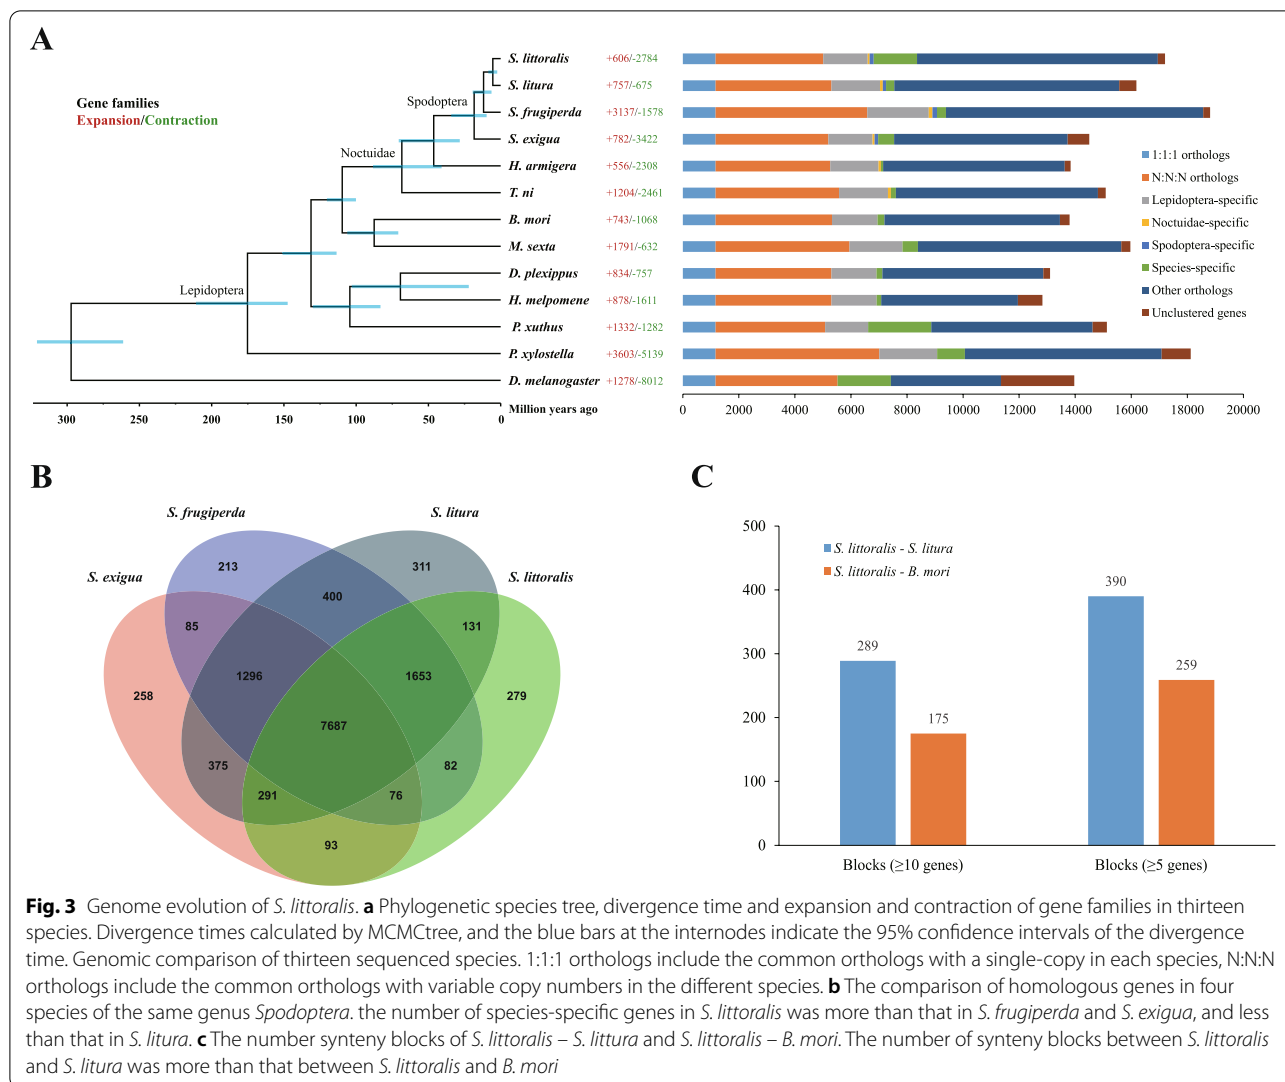 A
Gene families
Expansion/Contraction
Spodoptera
Noctuidae
Lepidoptera
S. littoralis +606/-2784
S. litura +757/-675
S. frugiperda +3137/-1578
S. exigua +782/-3422
H. armigera +556/-2308
T. ni +1204/-2461
B. mori +743/-1068
M. sexta +1791/-632
D. plexippus +834/-757
H. melpomene +878/-1611
P. xuthus +1332/-1282
P. xylostella +3603/-5139
D. melanogaster +1278/-8012
Million years ago
300 250 200 150 100 50 0
1:1:1 orthologs
N:N:N orthologs
Lepidoptera-specific
Noctuidae-specific
Spodoptera-specific
Species-specific
Other orthologs
Unclustered genes
0 2000 4000 6000 8000 10000 12000 14000 16000 18000 20000
B
S. frugiperda
S. litura
S. exigua
S. littoralis
213
311
400
85
131
1296
1653
258
279
7687
375
82
291
76
93
C
500
400
300
200
100
0
S. littoralis - S. litura
S. littoralis - B. mori
289
175
390
259
Blocks (≥10 genes)
Blocks (≥5 genes)
Fig. 3 Genome evolution of S. littoralis. a Phylogenetic species tree, divergence time and expansion and contraction of gene families in thirteen
species. Divergence times calculated by MCMCtree, and the blue bars at the internodes indicate the 95% confidence intervals of the divergence
time. Genomic comparison of thirteen sequenced species. 1:1:1 orthologs include the common orthologs with a single-copy in each species, N:N:N
orthologs include the common orthologs with variable copy numbers in the different species. b The comparison of homologous genes in four
species of the same genus Spodoptera. the number of species-specific genes in S. littoralis was more than that in S. frugiperda and S. exigua, and less
than that in S. litura. c The number synteny blocks of S. littoralis – S. littura and S. littoralis – B. mori. The number of synteny blocks between S. littoralis
and S. litura was more than that between S. littoralis and B. mori